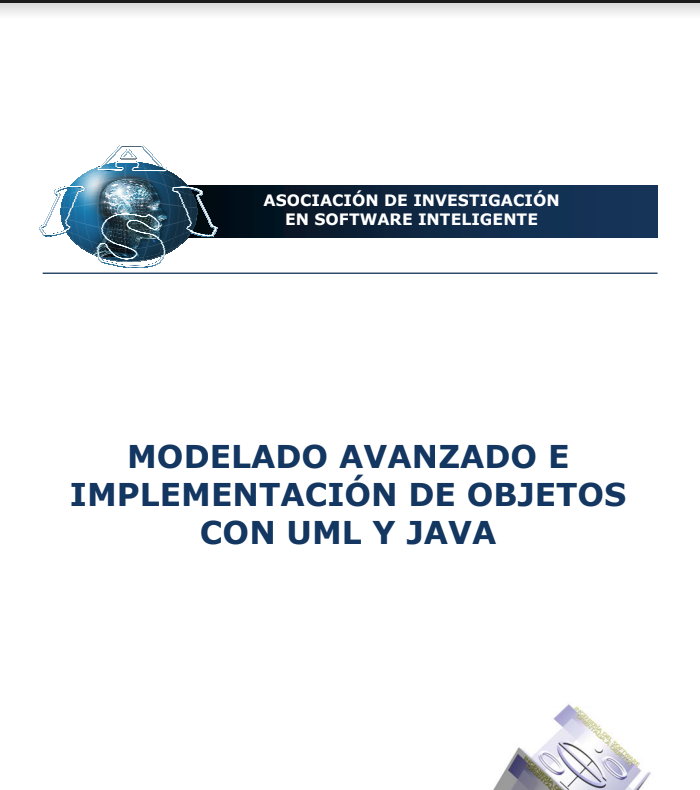 A
I
I
S
ASOCIACIÓN DE INVESTIGACIÓN
EN SOFTWARE INTELIGENTE
MODELADO AVANZADO E
IMPLEMENTACIÓN DE OBJETOS
CON UML Y JAVA